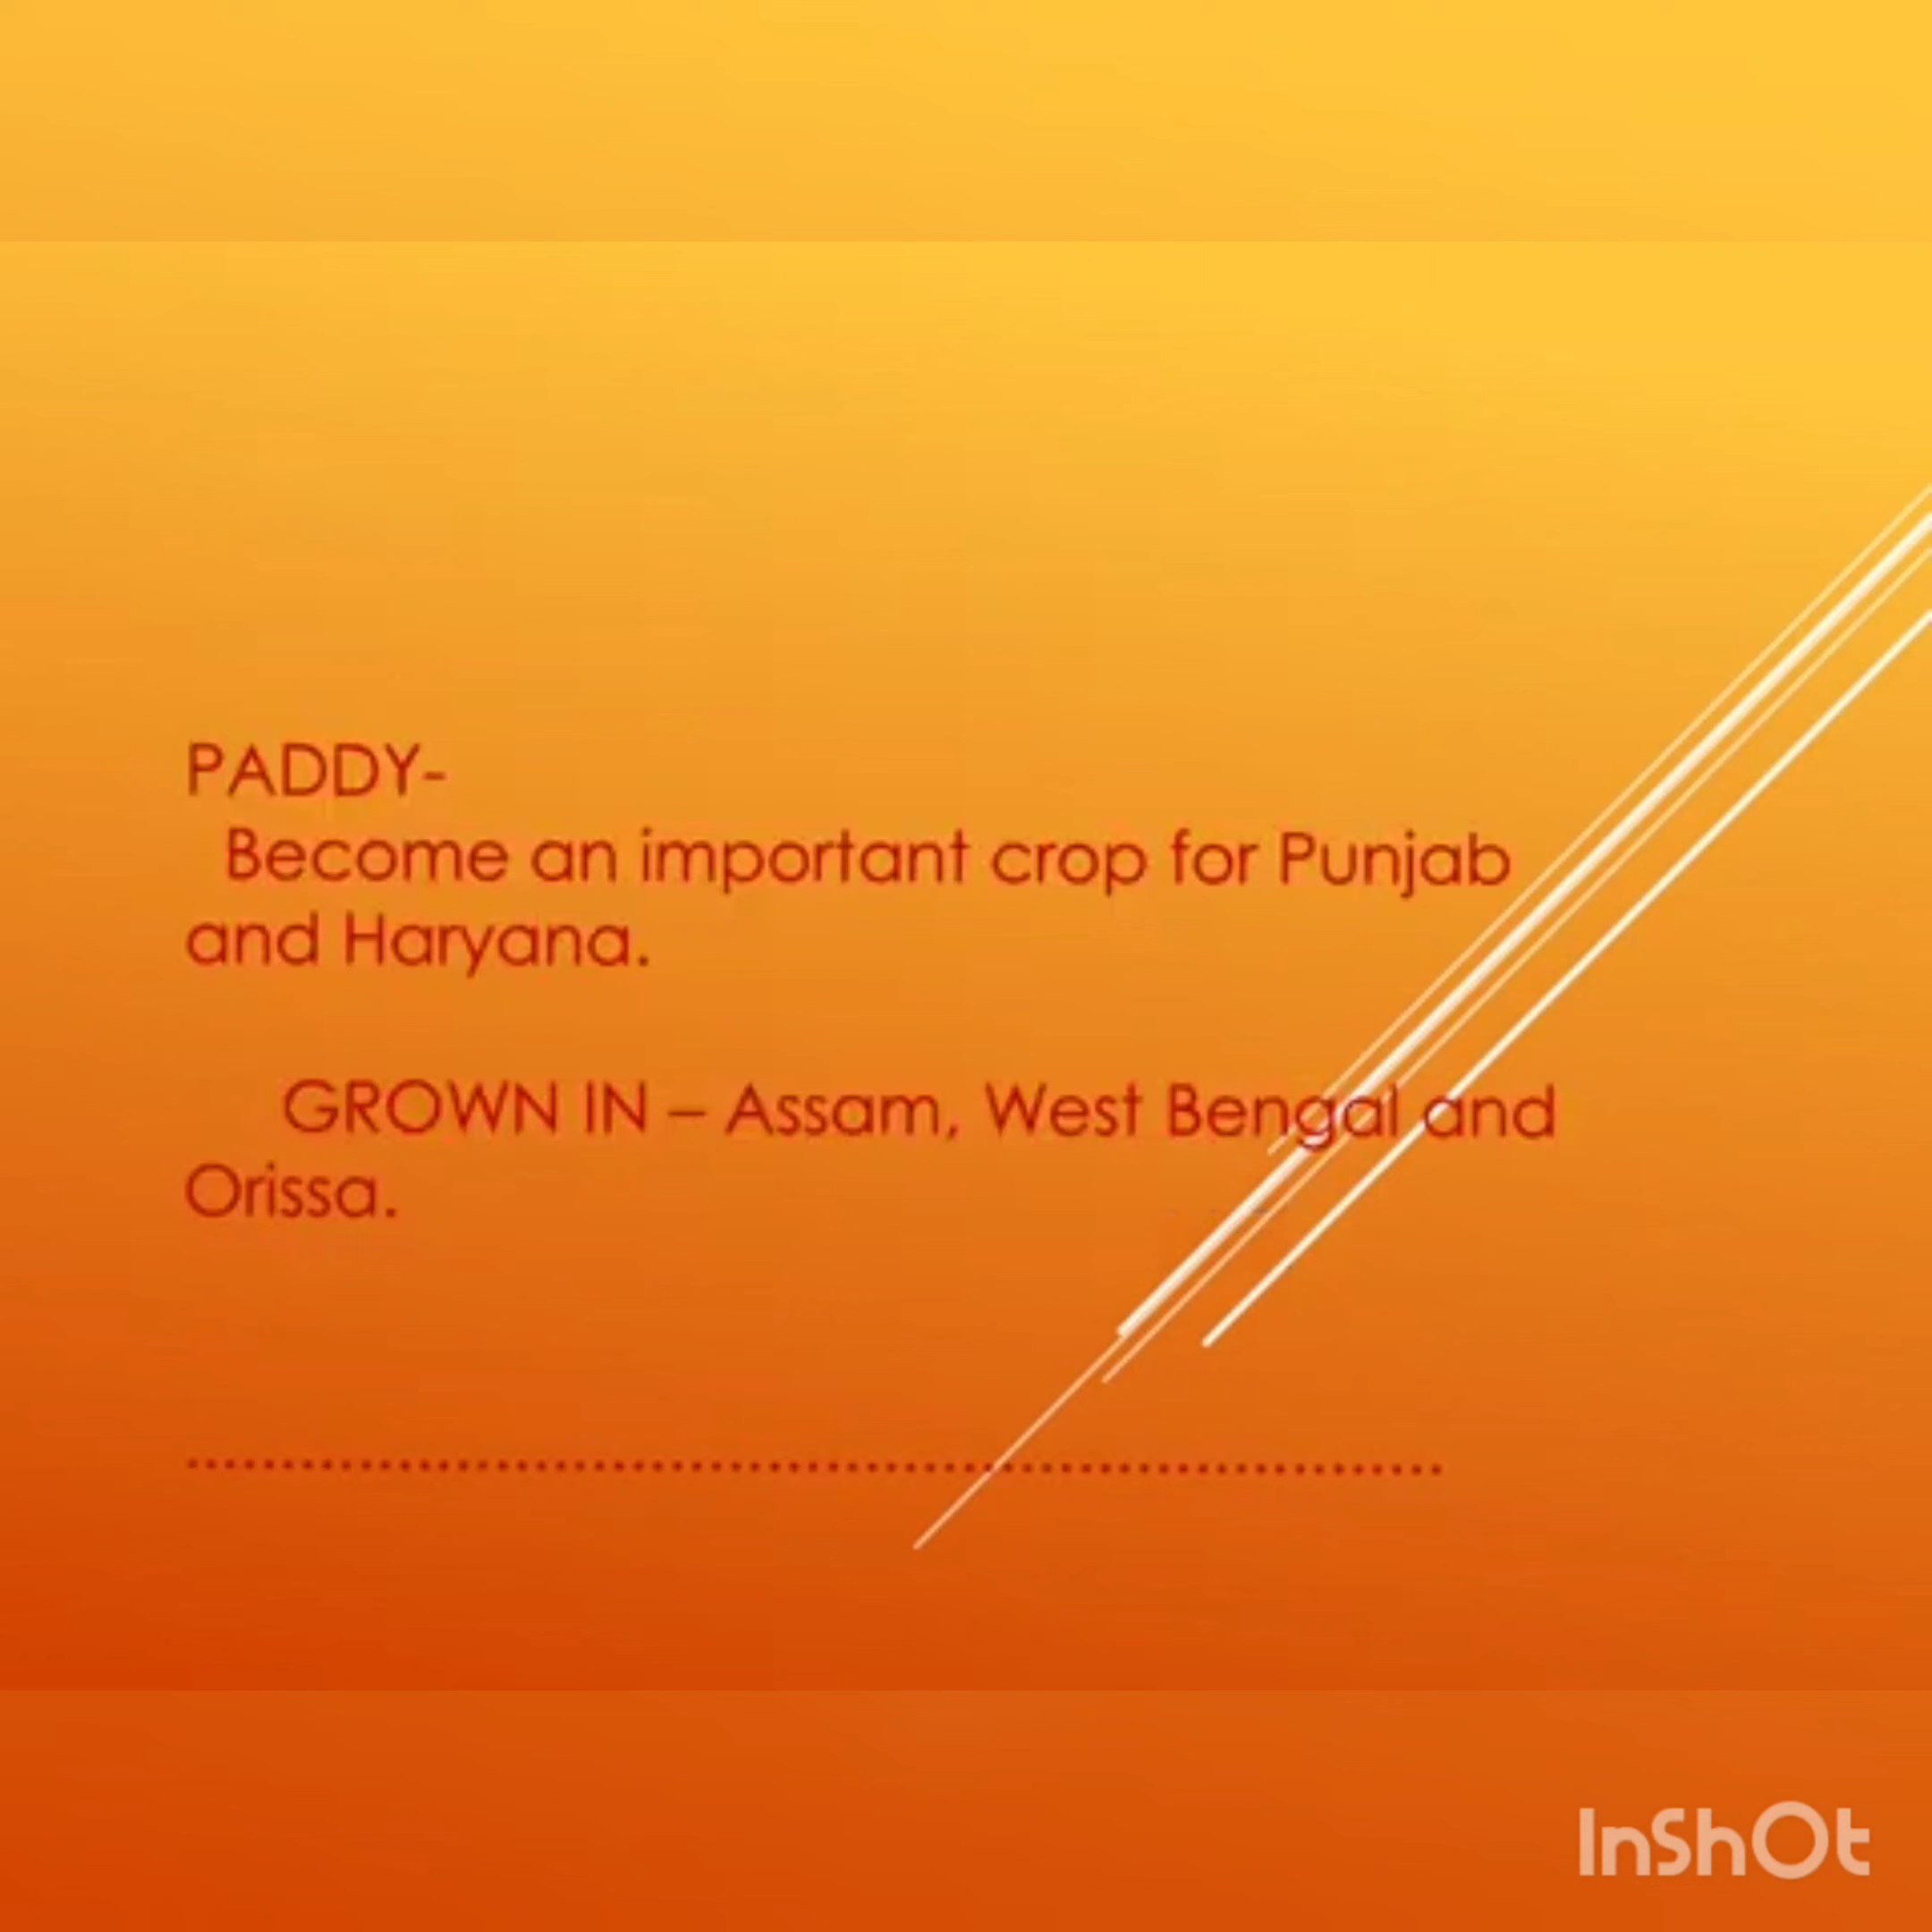 PADDY-
Become an important crop for Punjab
and Haryana.
GROWN IN – Assam, West Bengal and
Orissa.
.................................................................
InShOt